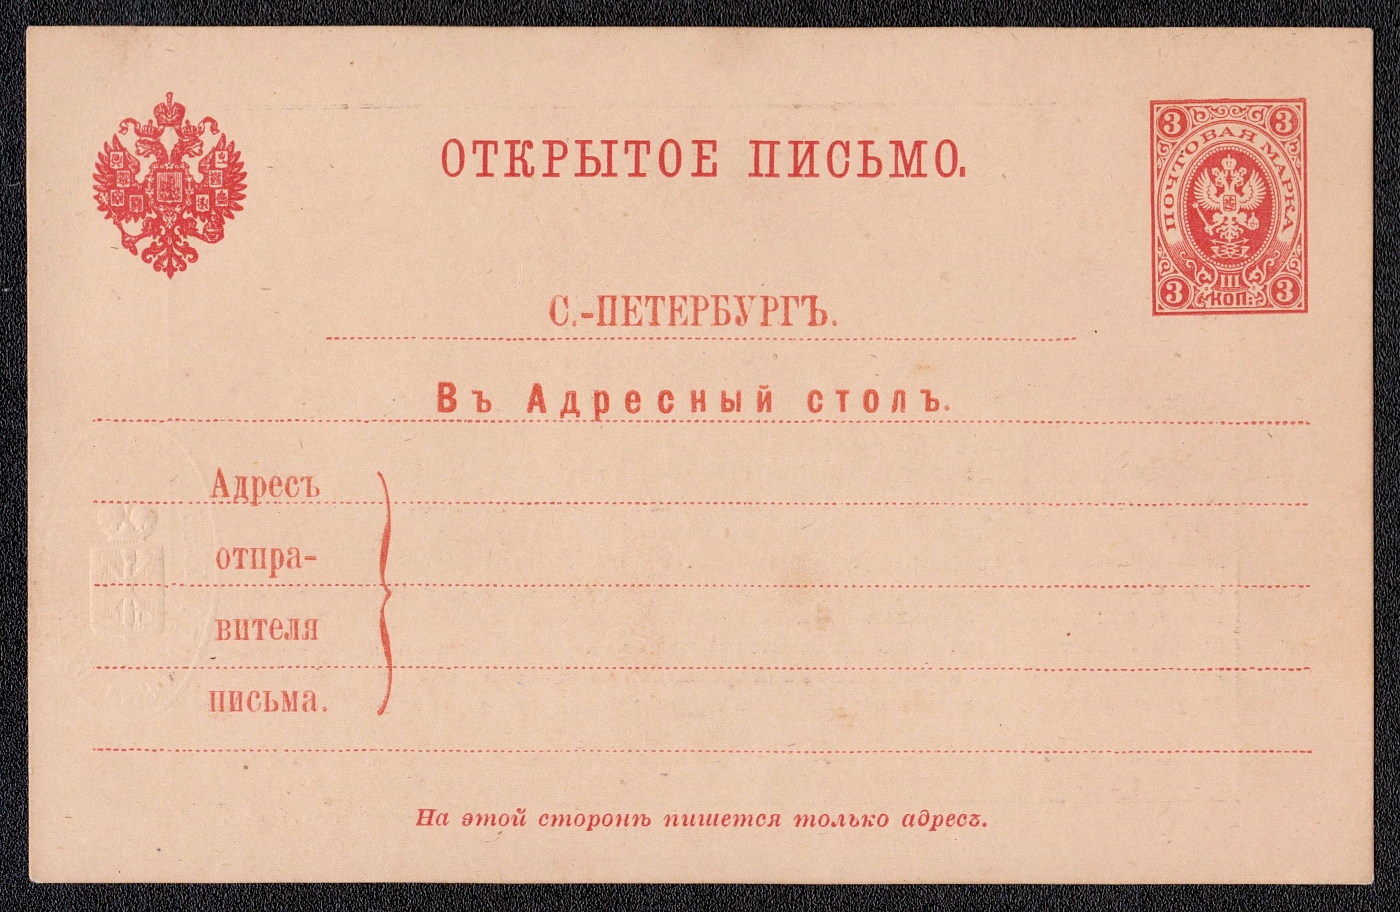 ОТКРЫТОЕ ПИСЬМО.
3 3
ПОЧТОВАЯ МАРКА
III
3 КОП: 3
С.-ПЕТЕРБУРГЪ.
Въ Адресный столъ.
Адресъ
отпра-
вителя
письма.
На этой сторонѣ пишется только адресъ.